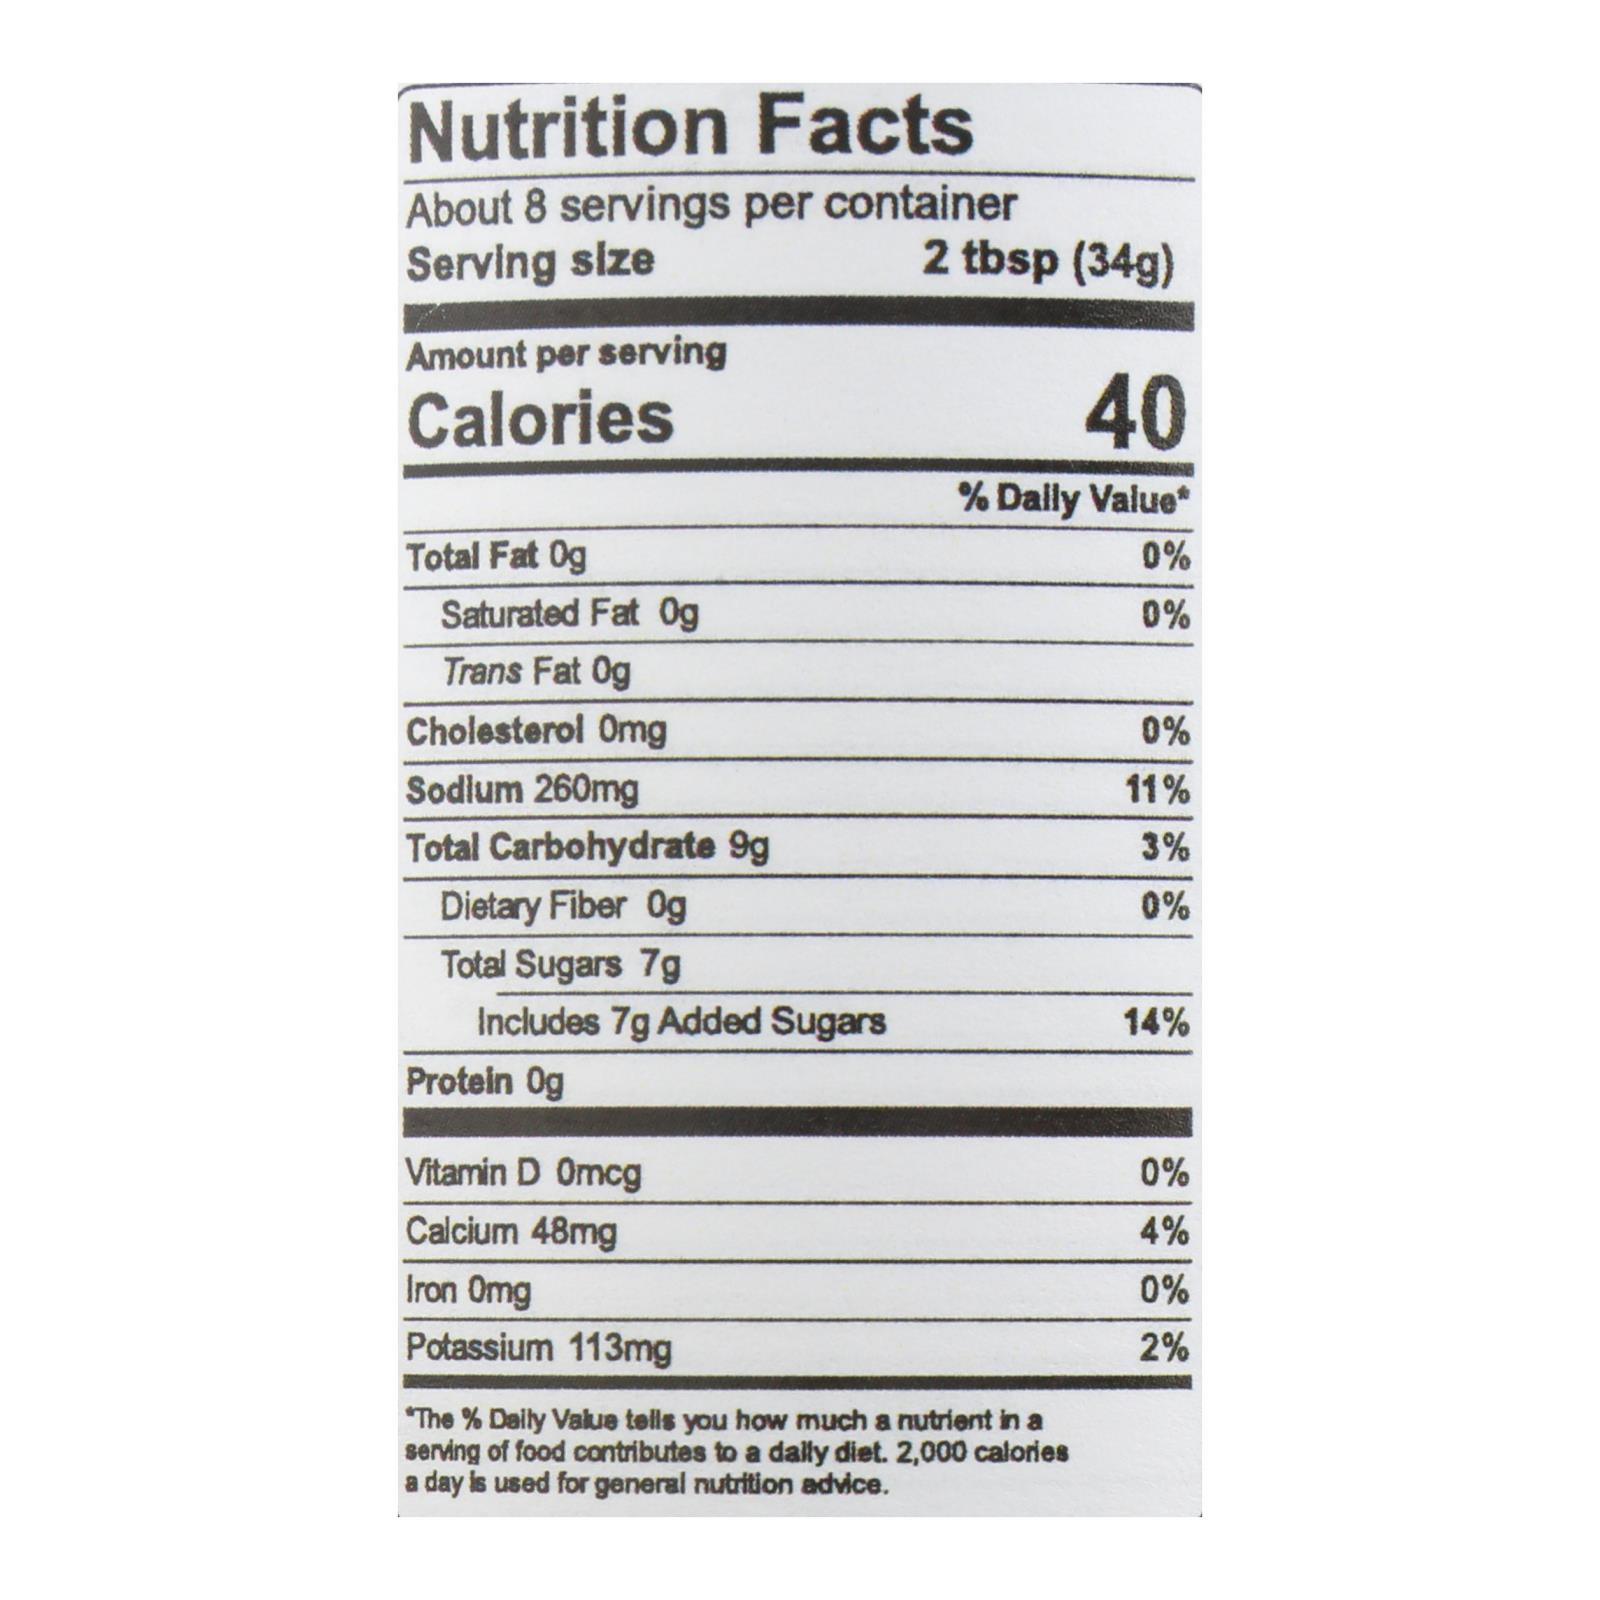 Nutrition Facts
About 8 servings per container
Serving size 2 tbsp (34g)
Amount per serving
Calories 40
% Daily Value*
Total Fat 0g 0%
Saturated Fat 0g 0%
Trans Fat 0g
Cholesterol 0mg 0%
Sodium 260mg 11%
Total Carbohydrate 9g 3%
Dietary Fiber 0g 0%
Total Sugars 7g
Includes 7g Added Sugars 14%
Protein 0g
Vitamin D 0mcg 0%
Calcium 48mg 4%
Iron 0mg 0%
Potassium 113mg 2%
*The % Daily Value tells you how much a nutrient in a
serving of food contributes to a daily diet. 2,000 calories
a day is used for general nutrition advice.